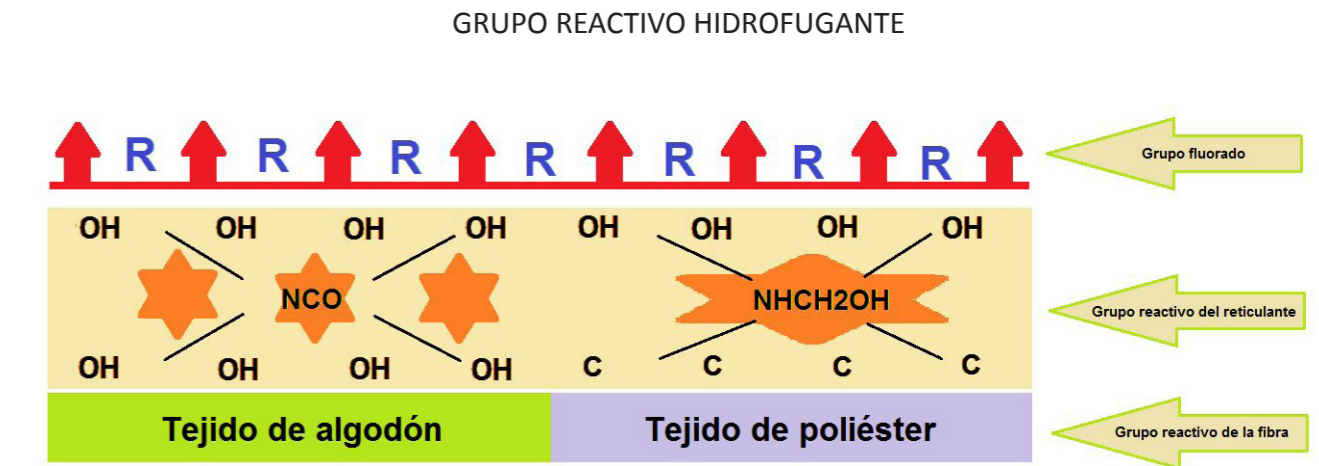 GRUPO REACTIVO HIDROFUGANTE
R R R R R R R
Grupo fluorado
OH OH OH OH OH OH OH OH
NCO NHCH2OH
Grupo reactivo del reticulante
OH OH OH OH C C C C
Tejido de algodón Tejido de poliéster
Grupo reactivo de la fibra